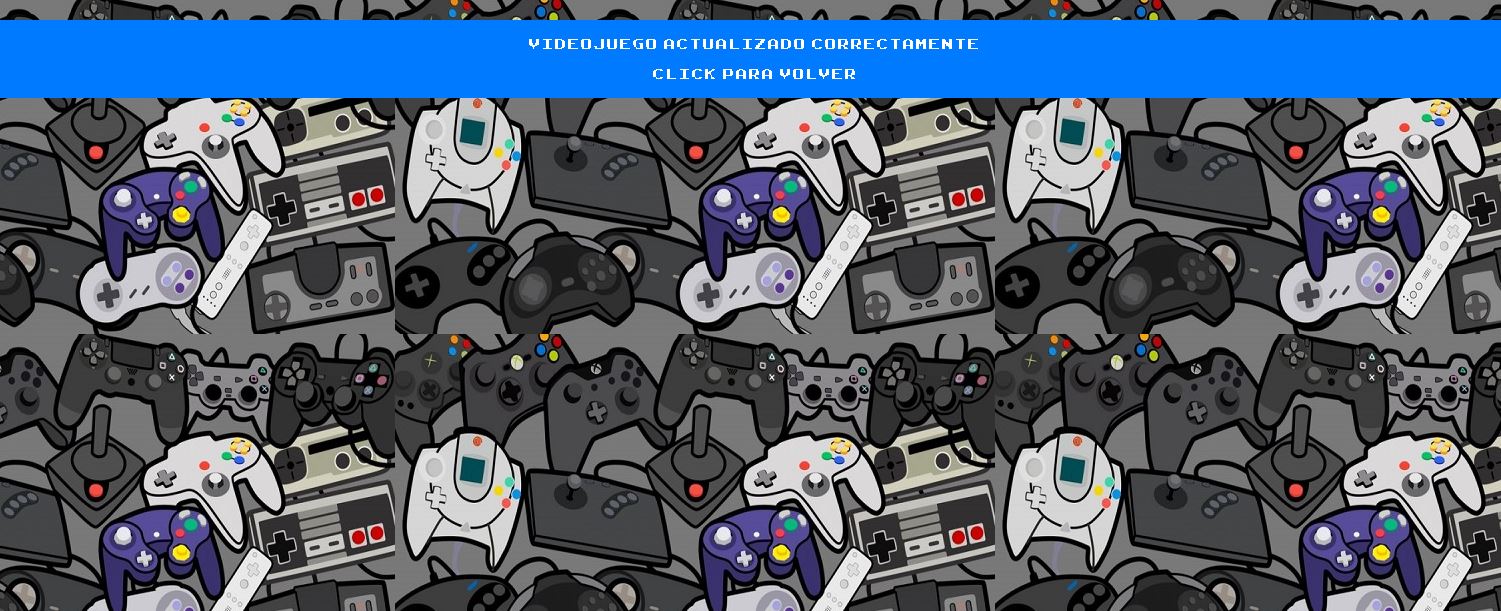 VIDEOJUEGO ACTUALIZADO CORRECTAMENTE
CLICK PARA VOLVER